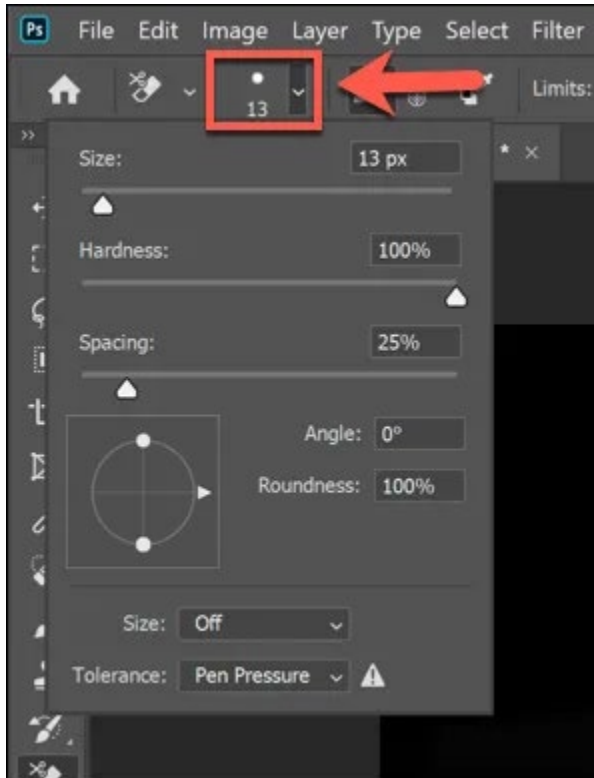 Ps File Edit Image Layer Type Select Filter
13 Limits:
Size: 13 px * ×
Hardness: 100%
Spacing: 25%
Angle: 0°
Roundness: 100%
Size: Off
Tolerance: Pen Pressure